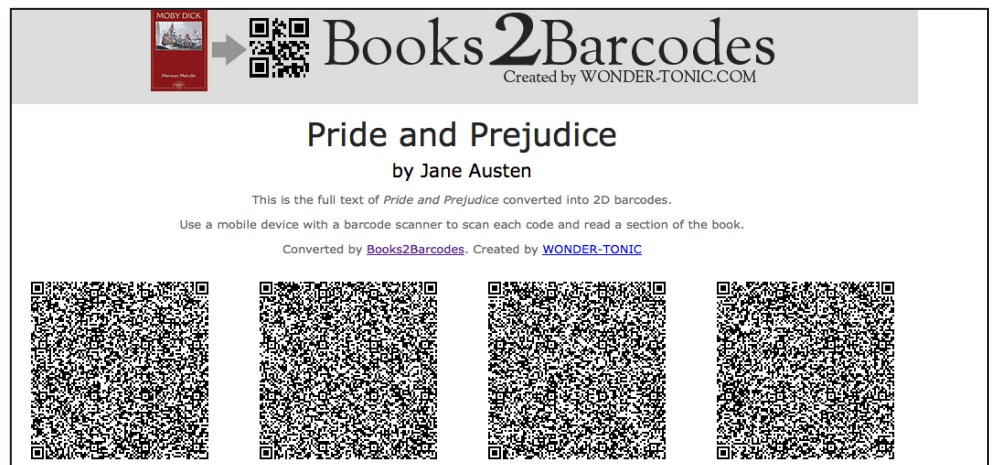 MOBY DICK
Herman Melville
Books2Barcodes
Created by WONDER-TONIC.COM
Pride and Prejudice
by Jane Austen
This is the full text of Pride and Prejudice converted into 2D barcodes.
Use a mobile device with a barcode scanner to scan each code and read a section of the book.
Converted by Books2Barcodes. Created by WONDER-TONIC